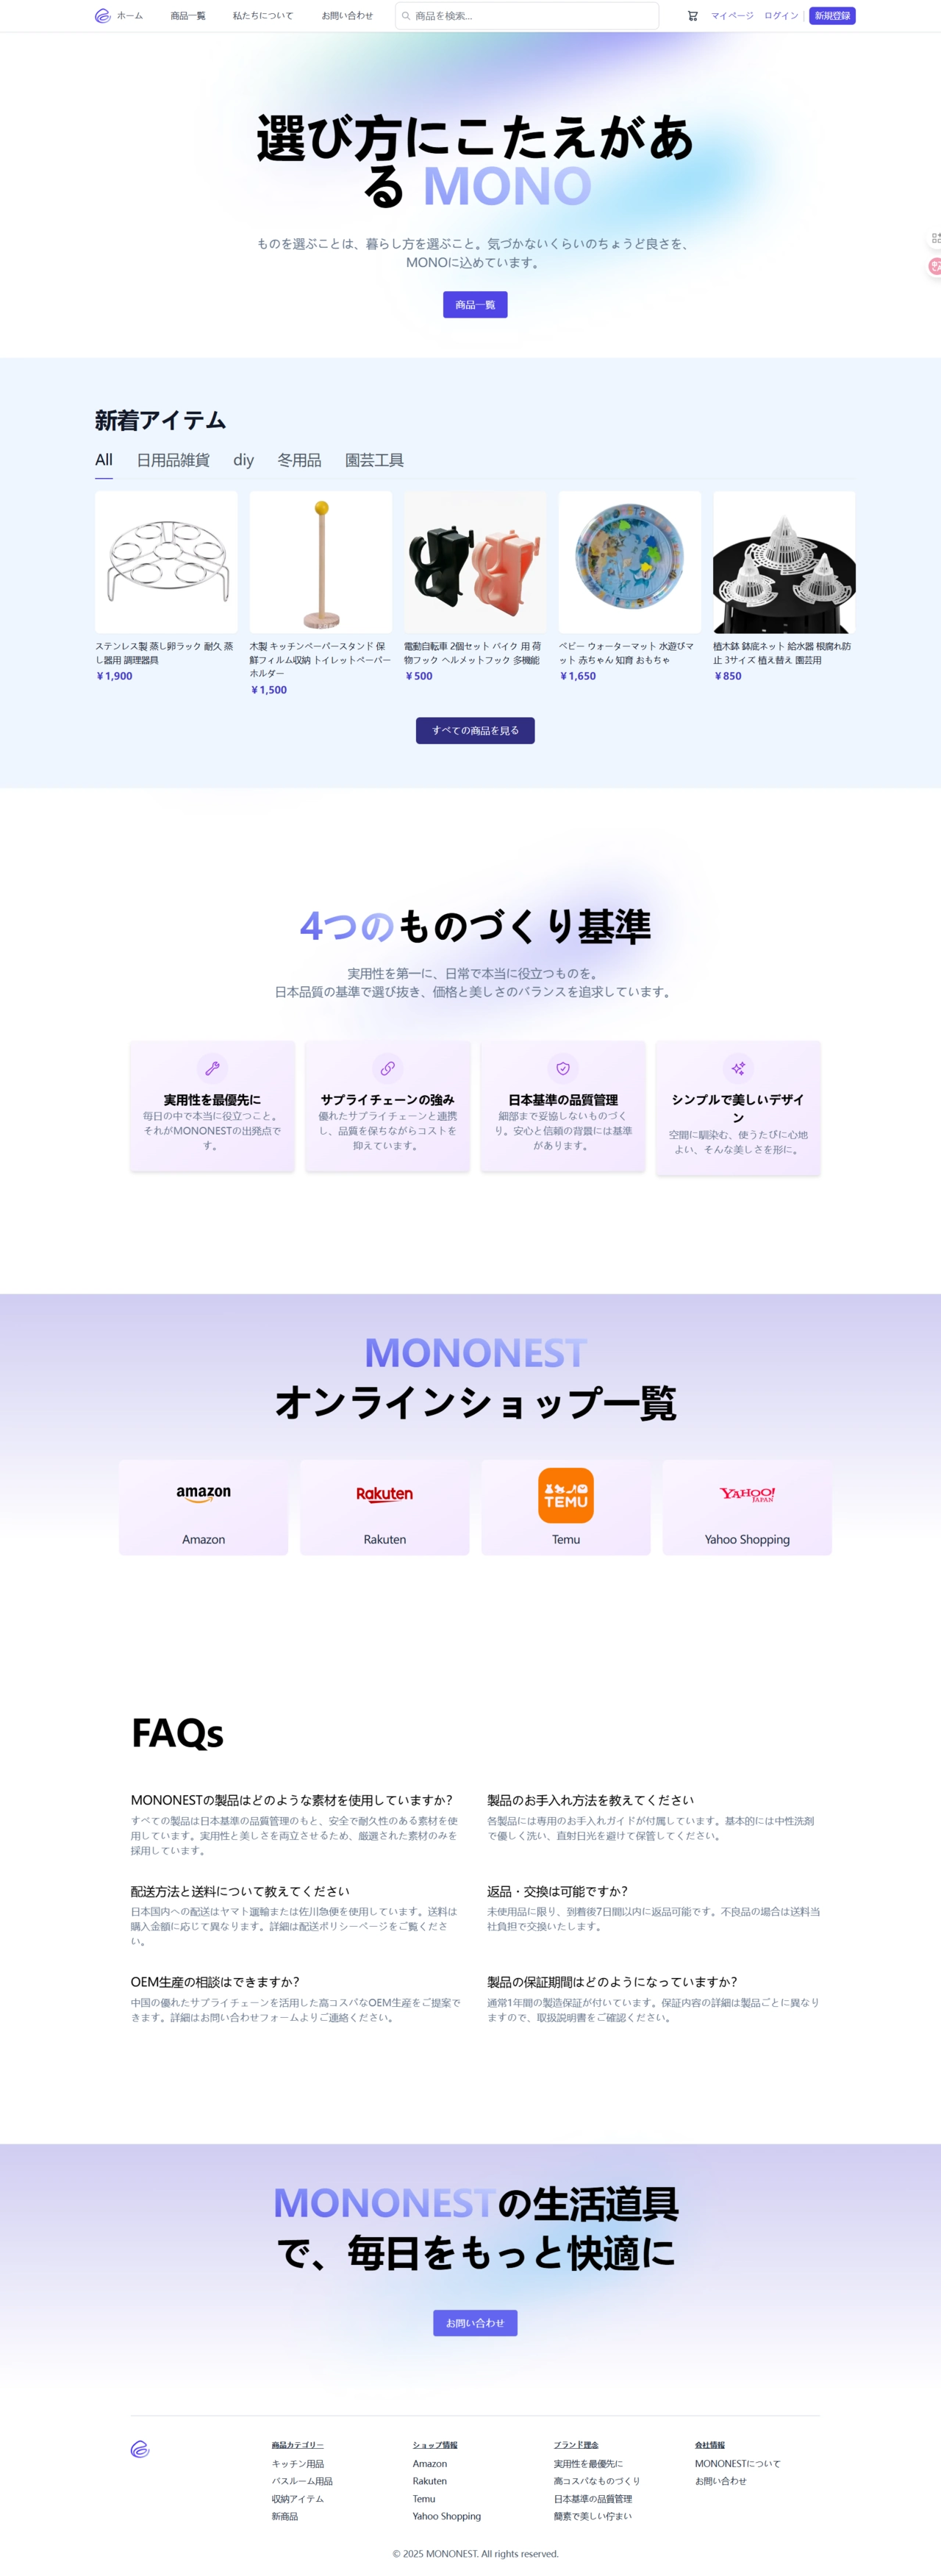 ホーム 商品一覧 私たちについて お問い合わせ 商品を検索... マイページ ログイン 新規登録
選び方にこたえがあ
る MONO
ものを選ぶことは、暮らし方を選ぶこと。気づかないくらいのちょうど良さを、
MONOに込めています。
商品一覧
新着アイテム
All 日用品雑貨 diy 冬用品 園芸工具
ステンレス製 蒸し卵ラック 耐久 蒸
し器用 調理器具
¥1,900
木製 キッチンペーパースタンド 保
鮮フィルム収納 トイレットペーパー
ホルダー
¥1,500
電動自転車 2個セット バイク 用 荷
物フック ヘルメットフック 多機能
¥500
ベビー ウォーターマット 水遊びマ
ット 赤ちゃん 知育 おもちゃ
¥1,650
植木鉢 鉢底ネット 給水器 根腐れ防
止 3サイズ 植え替え 園芸用
¥850
すべての商品を見る
4つのものづくり基準
実用性を第一に、日常で本当に役立つものを。
日本品質の基準で選び抜き、価格と美しさのバランスを追求しています。
実用性を最優先に
毎日の中で本当に役立つこと。
それがMONONESTの出発点で
す。
サプライチェーンの強み
優れたサプライチェーンと連携
し、品質を保ちながらコストを
抑えています。
日本基準の品質管理
細部まで妥協しないものづく
り。安心と信頼の背景には基準
があります。
シンプルで美しいデザイ
ン
空間に馴染む、使うたびに心地
よい、そんな美しさを形に。
MONONEST
オンラインショップ一覧
amazon
Amazon
Rakuten
Rakuten
TEMU
Temu
YAHOO!
JAPAN
Yahoo Shopping
FAQs
MONONESTの製品はどのような素材を使用していますか?
すべての製品は日本基準の品質管理のもと、安全で耐久性のある素材を使
用しています。実用性と美しさを両立させるため、厳選された素材のみを
採用しています。
製品のお手入れ方法を教えてください
各製品には専用のお手入れガイドが付属しています。基本的には中性洗剤
で優しく洗い、直射日光を避けて保管してください。
配送方法と送料について教えてください
日本国内への配送はヤマト運輸または佐川急便を使用しています。送料は
購入金額に応じて異なります。詳細は配送ポリシーページをご覧くださ
い。
返品・交換は可能ですか?
未使用品に限り、到着後7日間以内に返品可能です。不良品の場合は送料当
社負担で交換いたします。
OEM生産の相談はできますか?
中国の優れたサプライチェーンを活用した高コスパなOEM生産をご提案で
きます。詳細はお問い合わせフォームよりご連絡ください。
製品の保証期間はどのようになっていますか?
通常1年間の製造保証が付いています。保証内容の詳細は製品ごとに異なり
ますので、取扱説明書をご確認ください。
MONONESTの生活道具
で、毎日をもっと快適に
お問い合わせ
商品カテゴリー
キッチン用品
バスルーム用品
収納アイテム
新商品
ショップ情報
Amazon
Rakuten
Temu
Yahoo Shopping
ブランド理念
実用性を最優先に
高コスパなものづくり
日本基準の品質管理
簡素で美しい佇まい
会社情報
MONONESTについて
お問い合わせ
© 2025 MONONEST. All rights reserved.